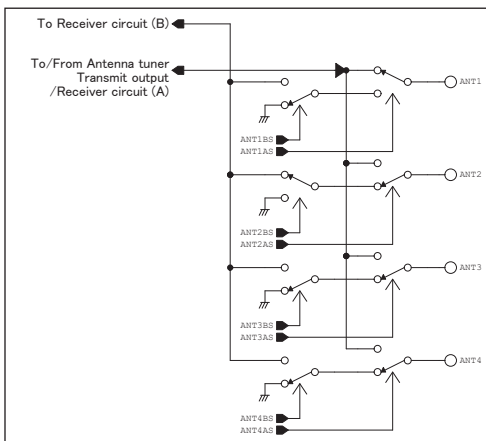 To Receiver circuit (B)
To/From Antenna tuner
Transmit output
/Receiver circuit (A)
ANT1
ANT1BS
ANT1AS
ANT2
ANT2BS
ANT2AS
ANT3
ANT3BS
ANT3AS
ANT4
ANT4BS
ANT4AS